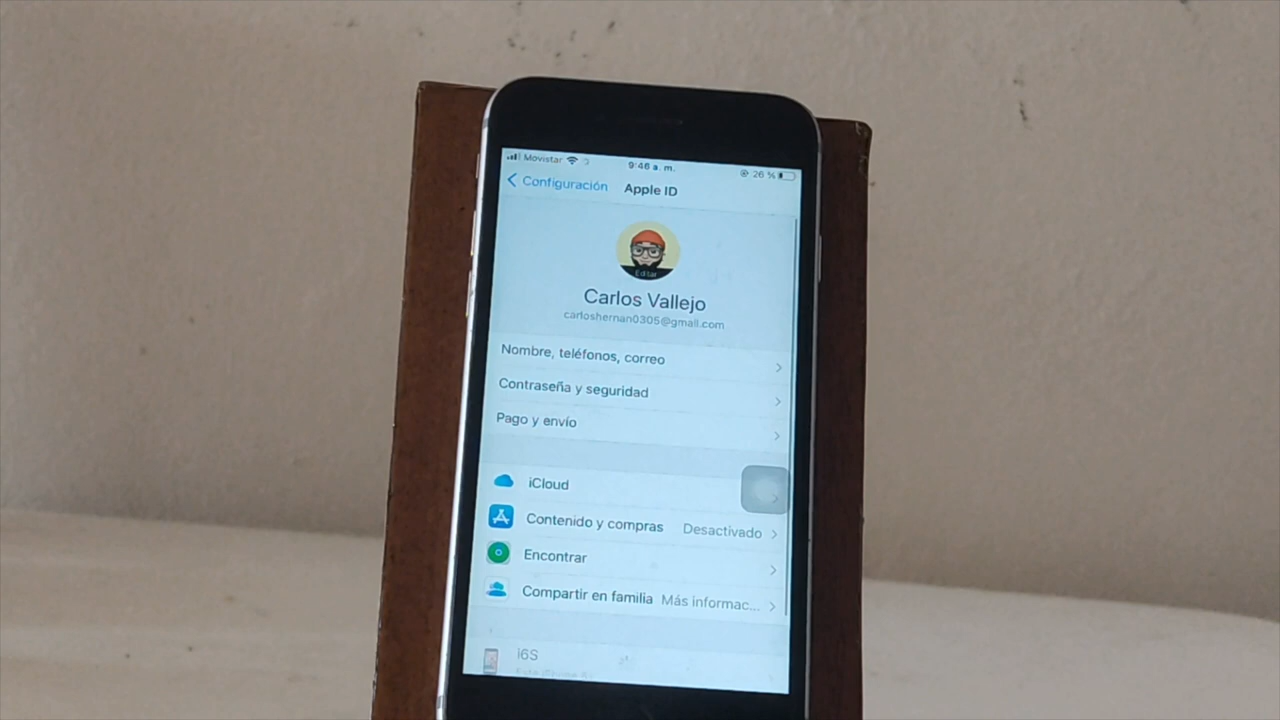 Movistar 9:46 a. m. 26 %
Configuración Apple ID
Editar
Carlos Vallejo
carloshernan0305@gmail.com
Nombre, teléfonos, correo
Contraseña y seguridad
Pago y envío
iCloud
Contenido y compras Desactivado
Encontrar
Compartir en familia Más informac...
i6S